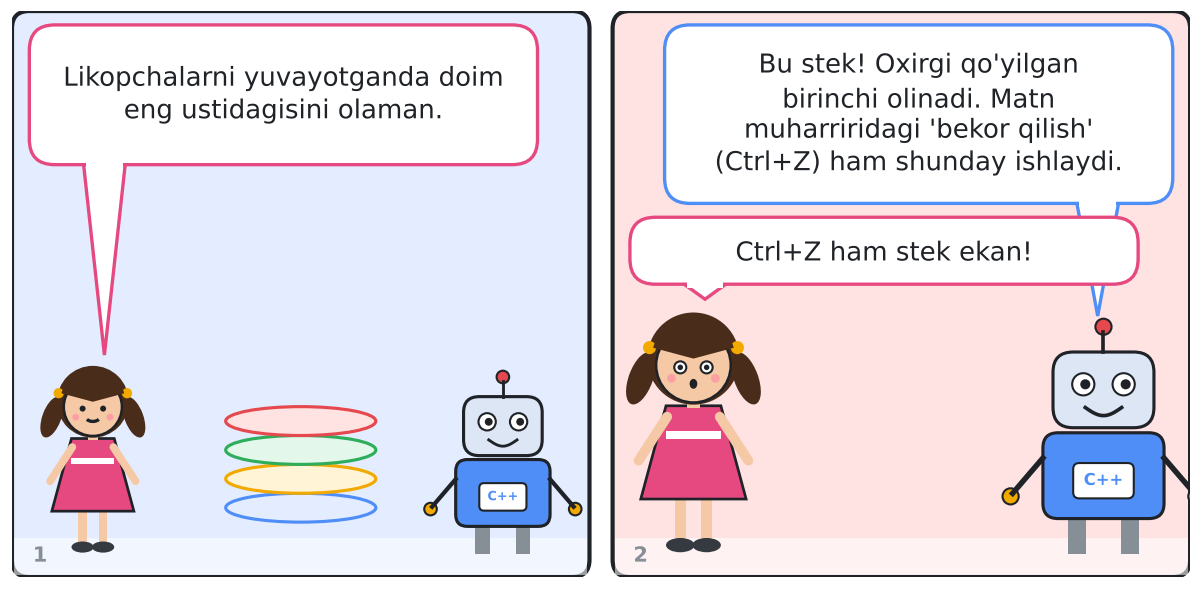 Likopchalarni yuvayotganda doim
eng ustidagisini olaman.
C++
1
Bu stek! Oxirgi qo'yilgan
birinchi olinadi. Matn
muharriridagi 'bekor qilish'
(Ctrl+Z) ham shunday ishlaydi.
Ctrl+Z ham stek ekan!
C++
2